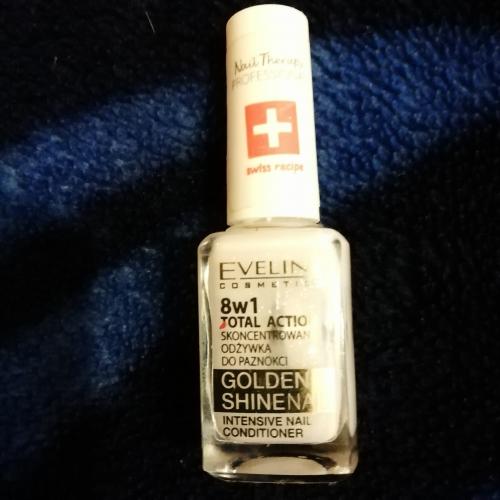 Nail Therapy
PROFESSIONAL
swiss recipe
EVELIN
COSMETIC
8w1
TOTAL ACTIO
SKONCENTROWAN
ODŻYWKA
DO PAZNOKCI
GOLDEN
SHINENA
INTENSIVE NAIL
CONDITIONER